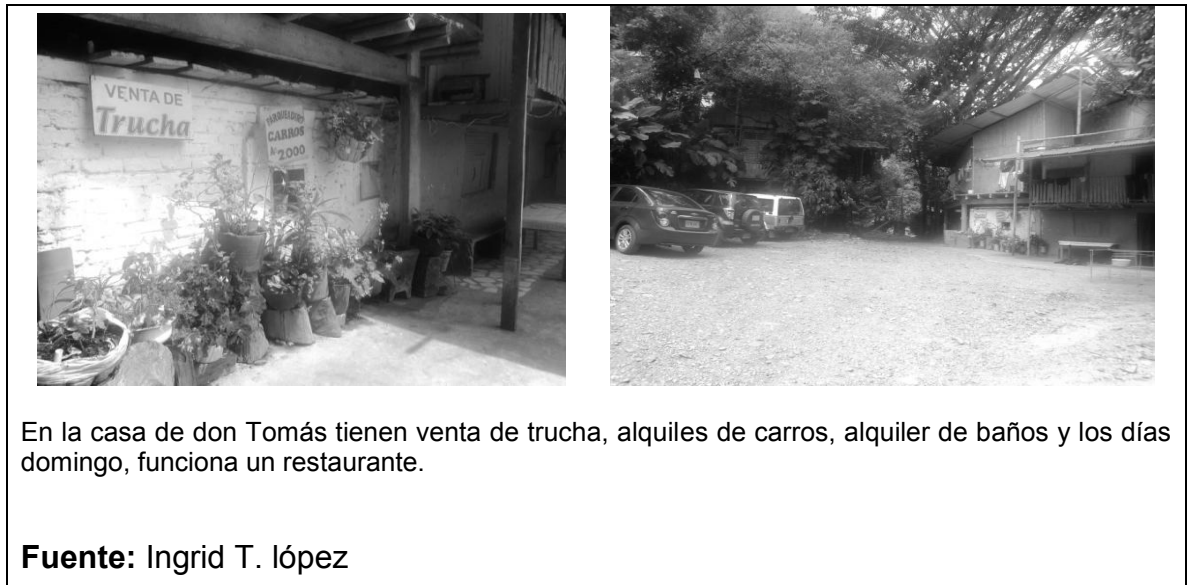 VENTA DE
Trucha
PARQUEADERO
CARROS
A: 2000
En la casa de don Tomás tienen venta de trucha, alquiles de carros, alquiler de baños y los días
domingo, funciona un restaurante.
Fuente: Ingrid T. lópez